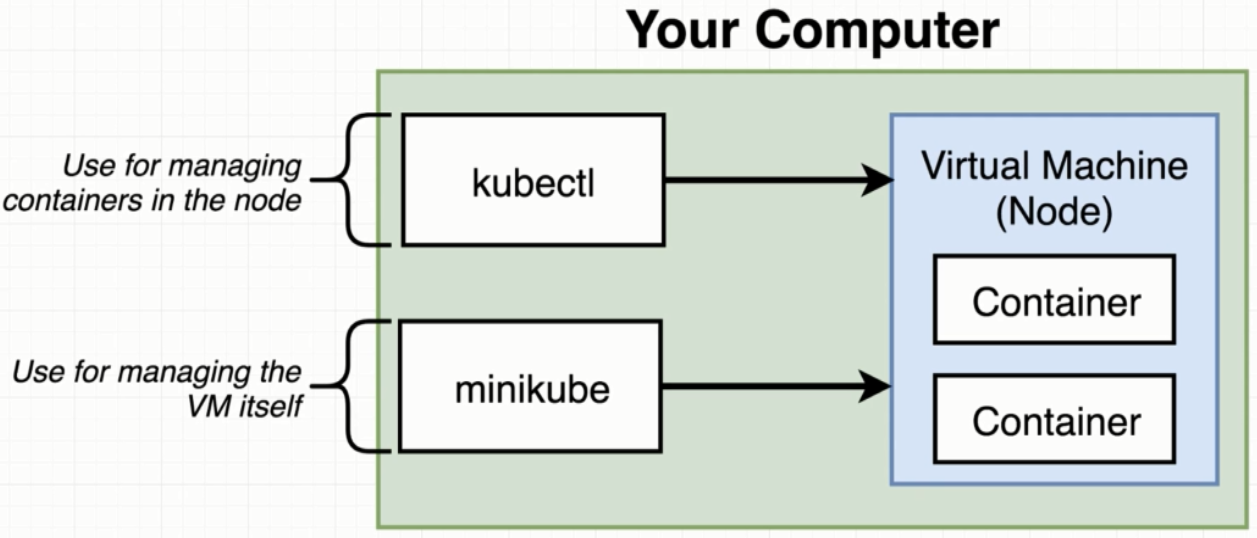 Your Computer
Use for managing
containers in the node
kubectl
Virtual Machine
(Node)
Container
Use for managing the
VM itself
minikube
Container